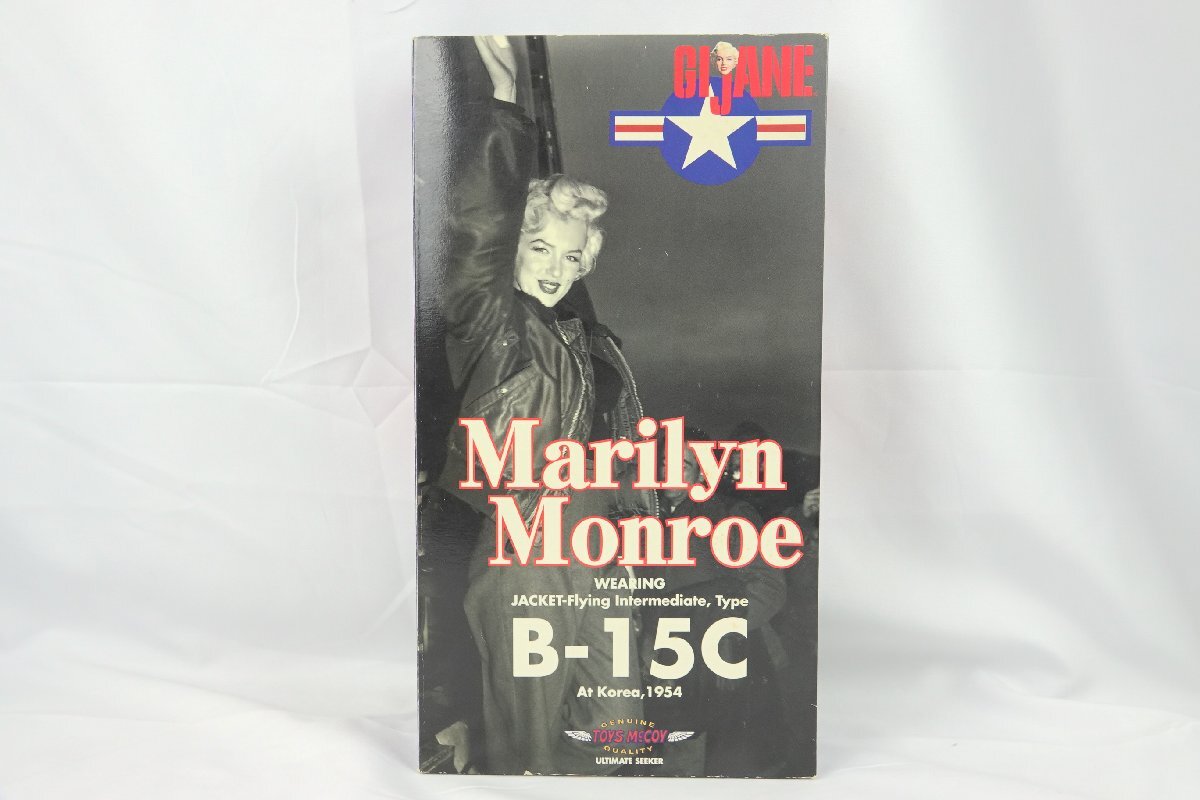 GI JANE
Marilyn
Monroe
WEARING
JACKET-Flying Intermediate, Type
B-15C
At Korea,1954
GENUINE
TOYS McCOY
QUALITY
ULTIMATE SEEKER